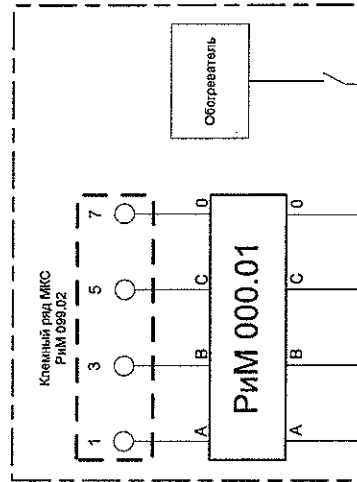 Клемный ряд МКС
РиМ 099.02
1 3 5 7
A B C 0
РиМ 000.01
A B C 0
Обогреватель